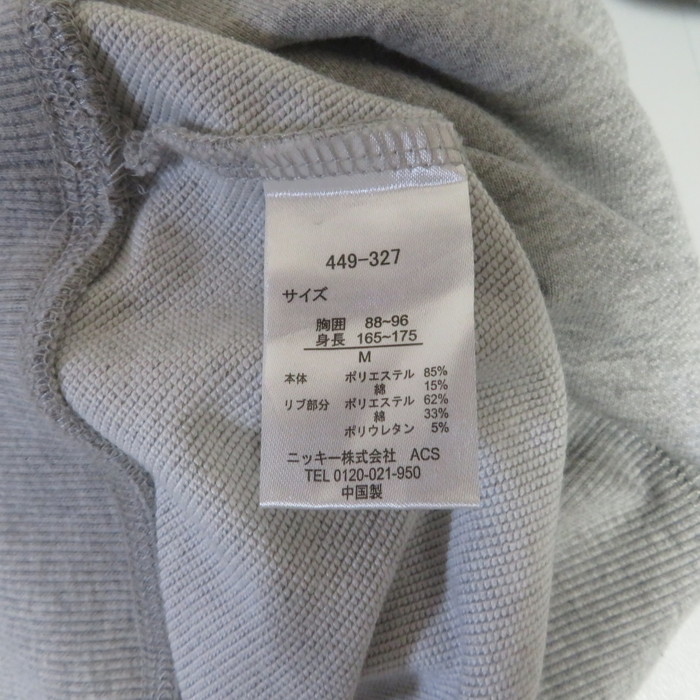 449-327
サイズ
胸囲 88~96
身長 165~175
M
本体 ポリエステル 85%
綿 15%
リブ部分 ポリエステル 62%
綿 33%
ポリウレタン 5%
ニッキー株式会社 ACS
TEL 0120-021-950
中国製